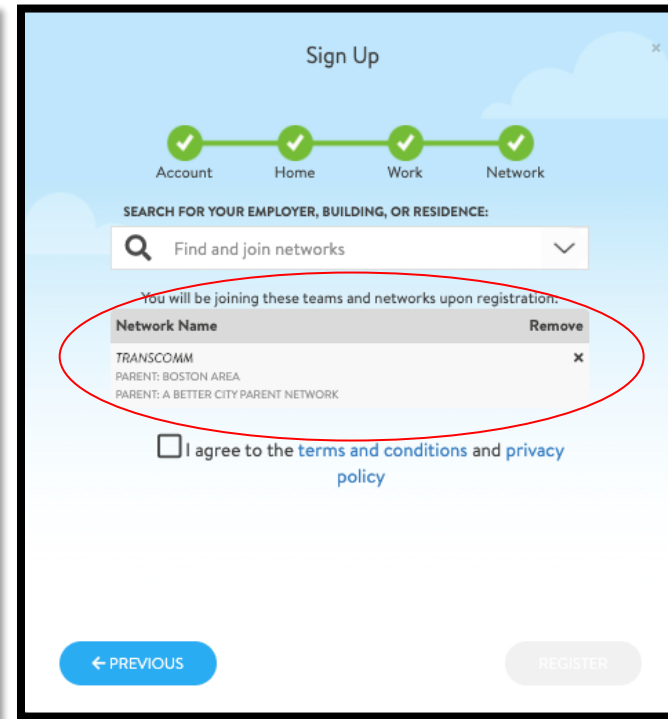 Sign Up
×
Account Home Work Network
SEARCH FOR YOUR EMPLOYER, BUILDING, OR RESIDENCE:
Find and join networks
You will be joining these teams and networks upon registration:
Network Name Remove
TRANSCOMM ×
PARENT: BOSTON AREA
PARENT: A BETTER CITY PARENT NETWORK
I agree to the terms and conditions and privacy
policy
← PREVIOUS REGISTER